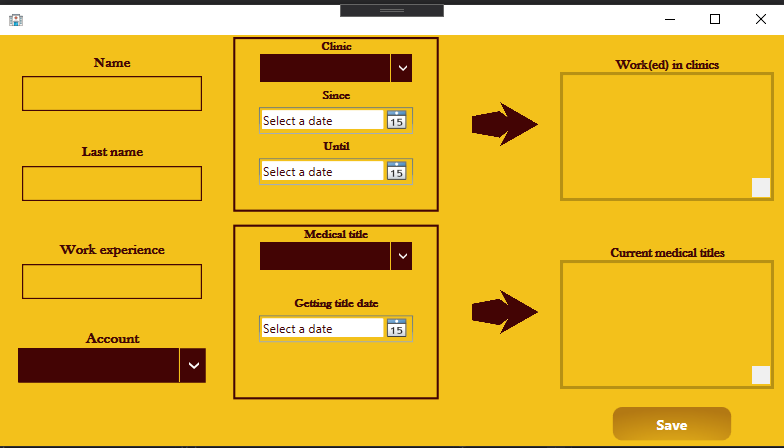 Name
Last name
Work experience
Account
Clinic
Since
Select a date
15
Until
Select a date
15
Medical title
Getting title date
Select a date
15
Work(ed) in clinics
Current medical titles
Save